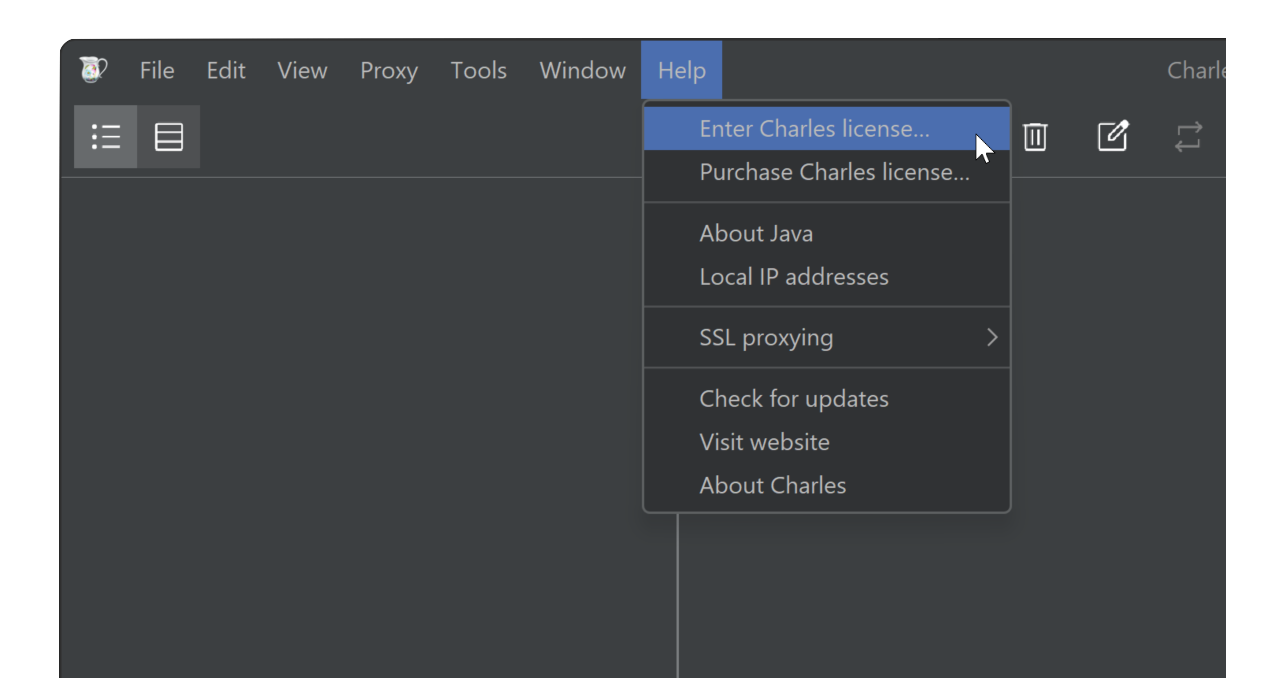 File Edit View Proxy Tools Window Help
Enter Charles license...
Purchase Charles license...
About Java
Local IP addresses
SSL proxying
Check for updates
Visit website
About Charles